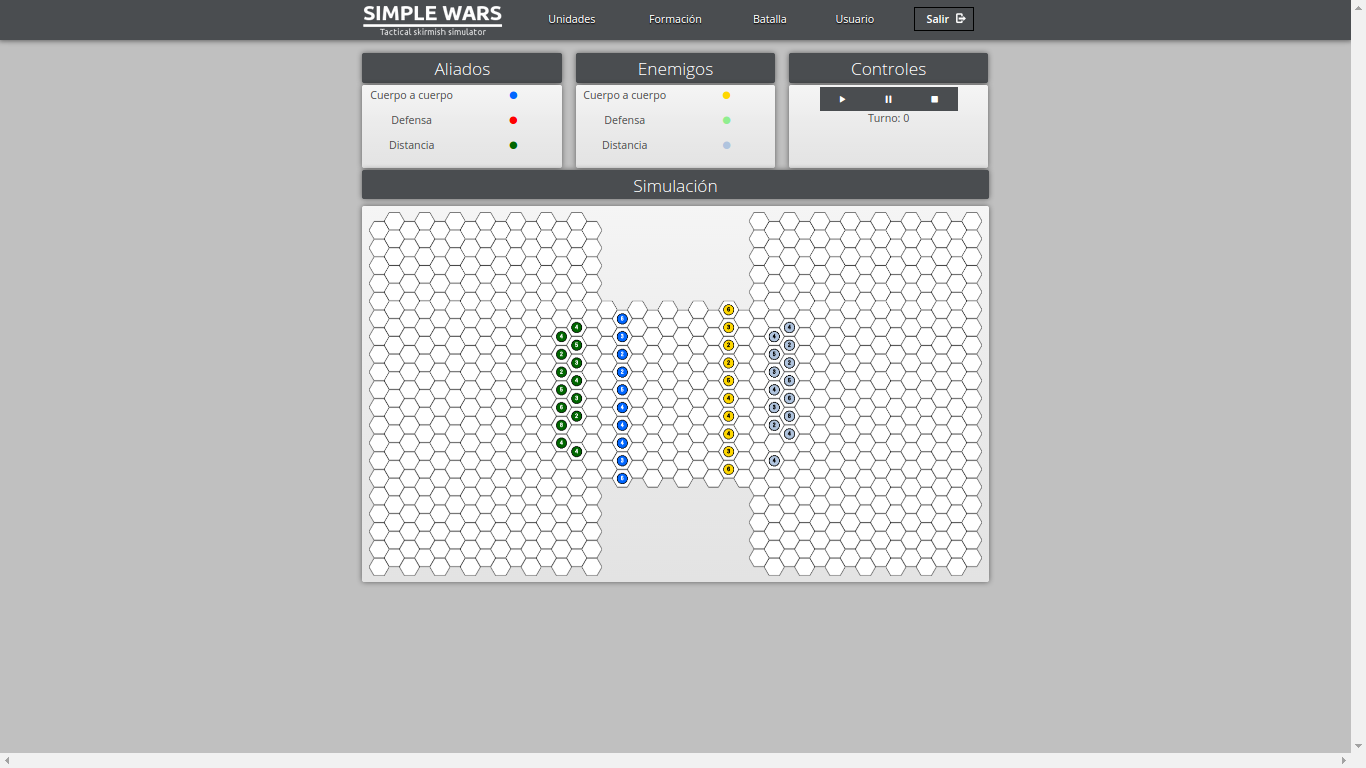 SIMPLE WARS
Tactical skirmish simulator
Unidades
Formación
Batalla
Usuario
Salir
Aliados
Enemigos
Controles
Cuerpo a cuerpo
Defensa
Distancia
Cuerpo a cuerpo
Defensa
Distancia
Turno: 0
Simulación